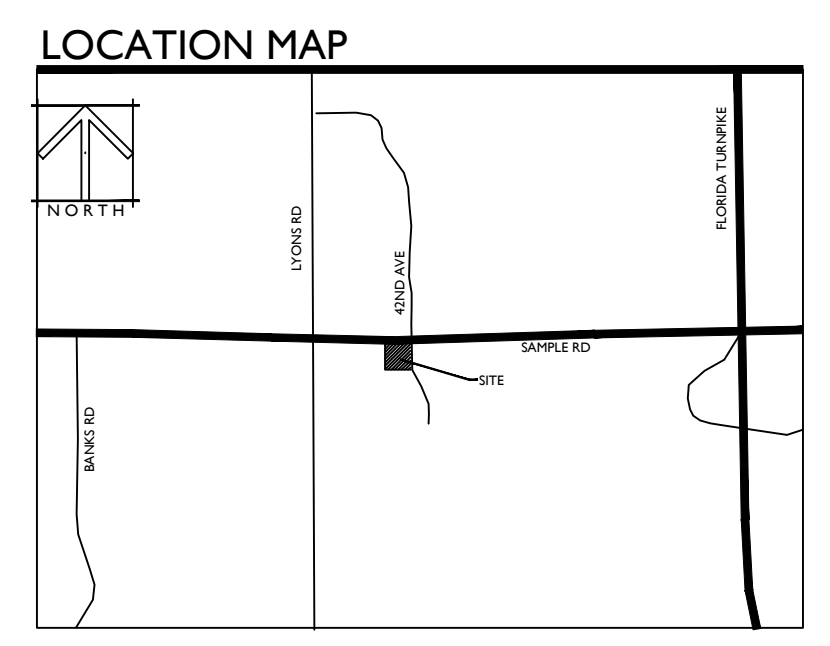 LOCATION MAP
NORTH
FLORIDA TURNPIKE
LYONS RD
42ND AVE
SAMPLE RD
SITE
BANKS RD